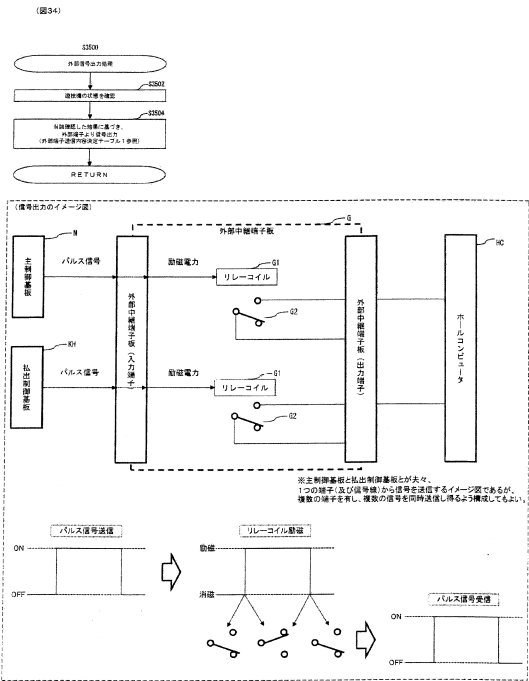 (図34)
S3500
外部信号出力処理
S3502
遊技機の状態を確認
S3504
当該確認した結果に基づき、
外部端子より信号出力
(外部端子送信内容決定テーブル1参照)
RETURN
(信号出力のイメージ図)
G
外部中継端子板
M
主制御基板
パルス信号
励磁電力
G1
リレーコイル
G2
HC
外部中継端子板(入力端子)
外部中継端子板(出力端子)
ホールコンピュータ
KH
払出制御基板
パルス信号
励磁電力
G1
リレーコイル
G2
※主制御基板と払出制御基板とが夫々、
1つの端子(及び信号線)から信号を送信するイメージ図であるが、
複数の端子を有し、複数の信号を同時送信し得るよう構成してもよい。
パルス信号送信
ON
OFF
リレーコイル励磁
励磁
消磁
パルス信号受信
ON
OFF